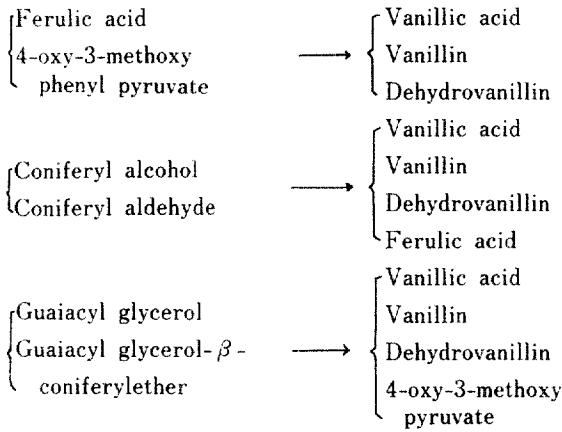 Ferulic acid
4-oxy-3-methoxy
phenyl pyruvate
Vanillic acid
Vanillin
Dehydrovanillin
Coniferyl alcohol
Coniferyl aldehyde
Vanillic acid
Vanillin
Dehydrovanillin
Ferulic acid
Guaiacyl glycerol
Guaiacyl glycerol-β-
coniferylether
Vanillic acid
Vanillin
Dehydrovanillin
4-oxy-3-methoxy
pyruvate